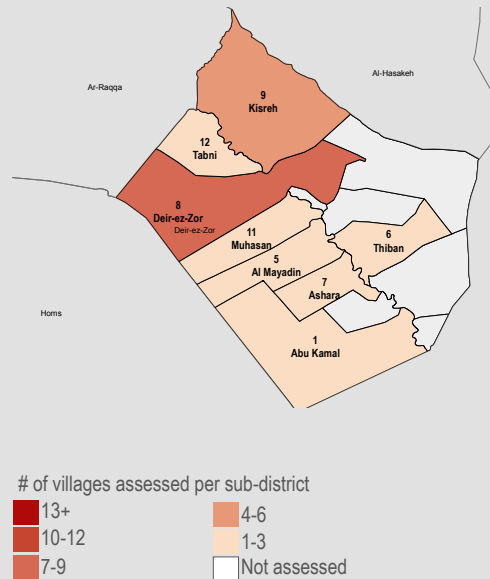 Al-Hasakeh
Ar-Raqqa
9
Kisreh
12
Tabni
8
Deir-ez-Zor
Deir-ez-Zor
11
Muhasan
6
Thiban
5
Al Mayadin
7
Ashara
Homs
1
Abu Kamal
# of villages assessed per sub-district
13+
10-12
7-9
4-6
1-3
Not assessed